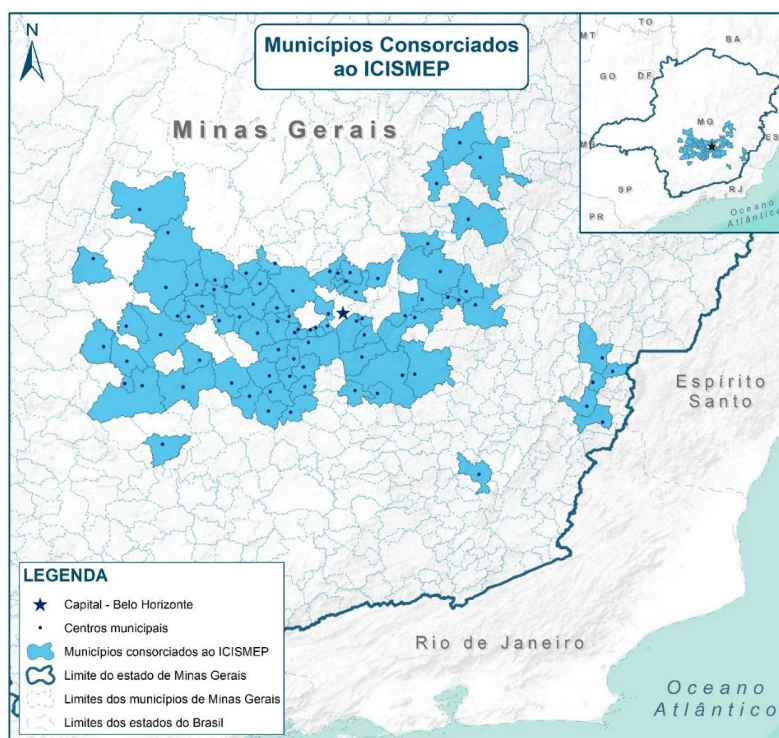 N
Municípios Consorciados
ao ICISMEP
Minas Gerais
TO
MT
BA
GO
DF
MG
ES
MS
SP
RJ
PR
Oceano
Atlântico
Espírito
Santo
Rio de Janeiro
Oceano
Atlântico
LEGENDA
Capital - Belo Horizonte
Centros municipais
Municípios consorciados ao ICISMEP
Limite do estado de Minas Gerais
Limites dos municípios de Minas Gerais
Limites dos estados do Brasil